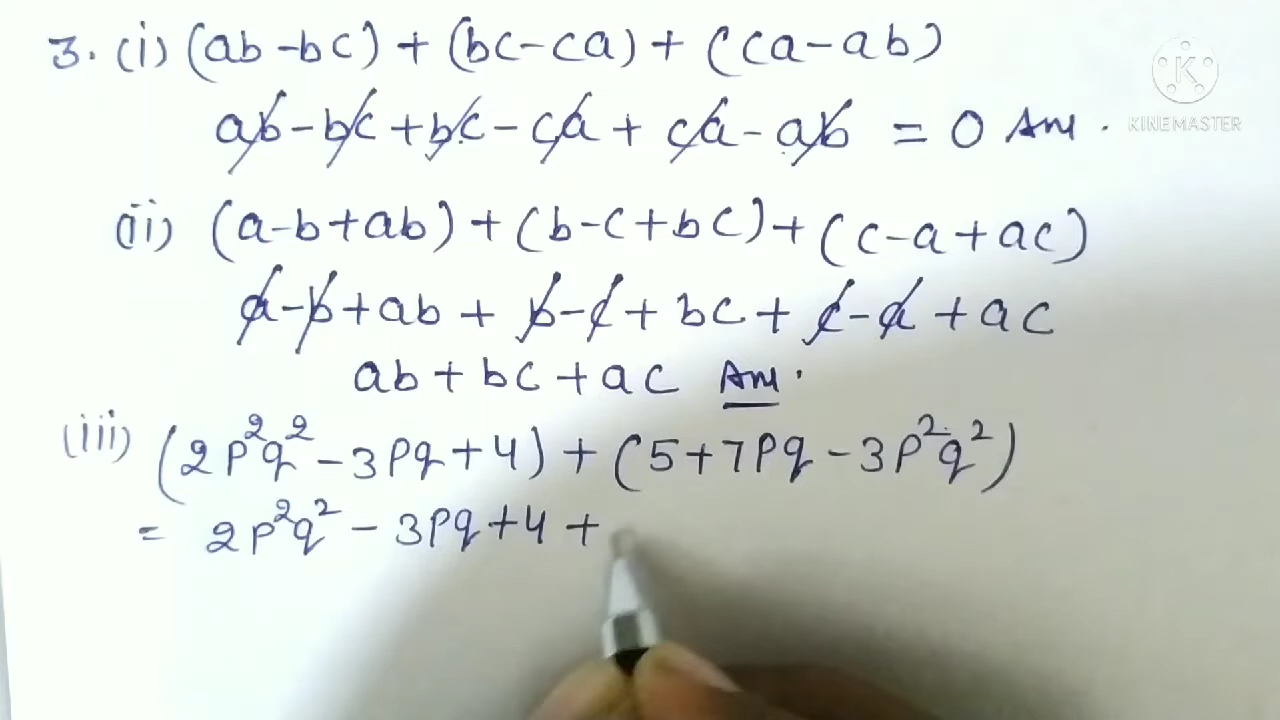 3. (i) (ab-bc) + (bc-ca) + (ca-ab)
ab - bc + bc - ca + ca - ab = 0 Ans.
KINEMASTER
(ii) (a-b+ab) + (b-c+bc) + (c-a+ac)
a-b+ab + b-c+bc + c-a+ac
ab + bc + ac Ans.
(iii) (2p²q² - 3pq + 4) + (5 + 7pq - 3p²q²)
= 2p²q² - 3pq + 4 +